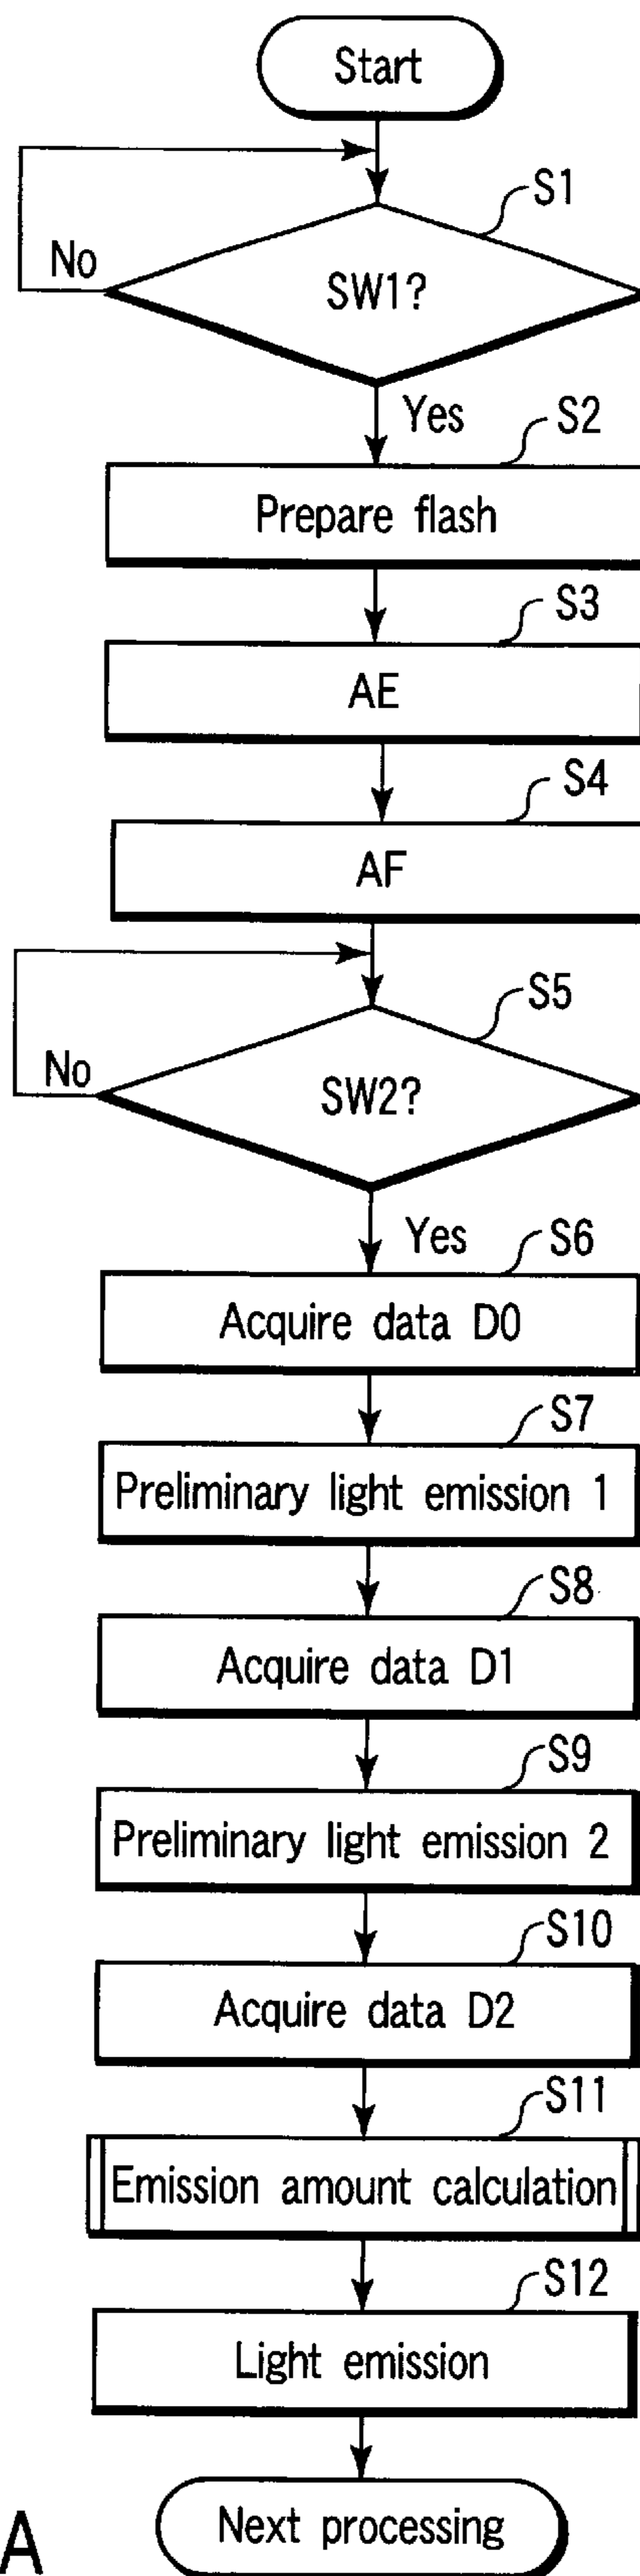 Start
S1
No
SW1?
Yes
S2
Prepare flash
S3
AE
S4
AF
S5
No
SW2?
Yes
S6
Acquire data D0
S7
Preliminary light emission 1
S8
Acquire data D1
S9
Preliminary light emission 2
S10
Acquire data D2
S11
Emission amount calculation
S12
Light emission
Next processing
A